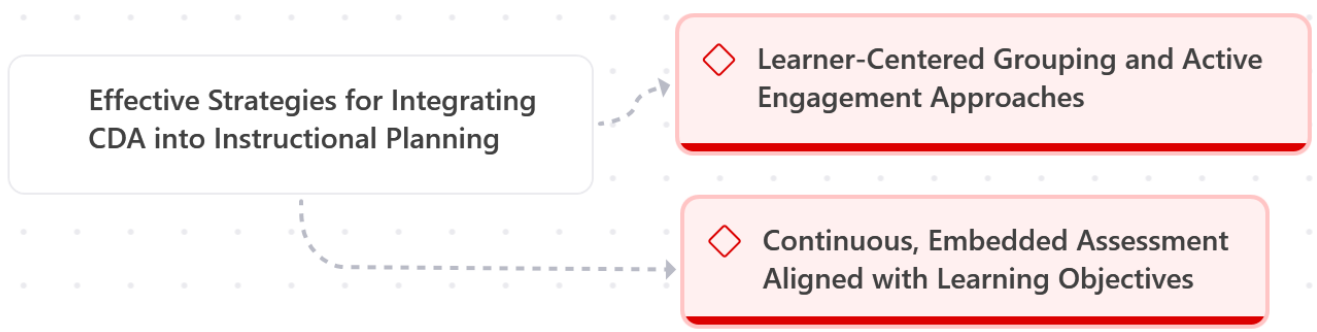 Effective Strategies for Integrating
CDA into Instructional Planning
Learner-Centered Grouping and Active
Engagement Approaches
Continuous, Embedded Assessment
Aligned with Learning Objectives